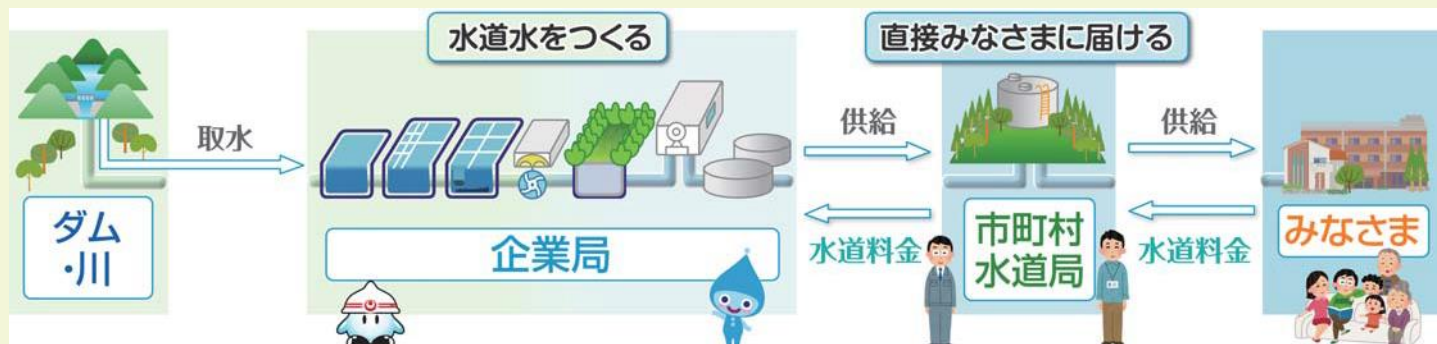 水道水をつくる
直接みなさまに届ける
取水
供給
供給
ダム
・川
企業局
水道料金
市町村
水道局
水道料金
みなさま